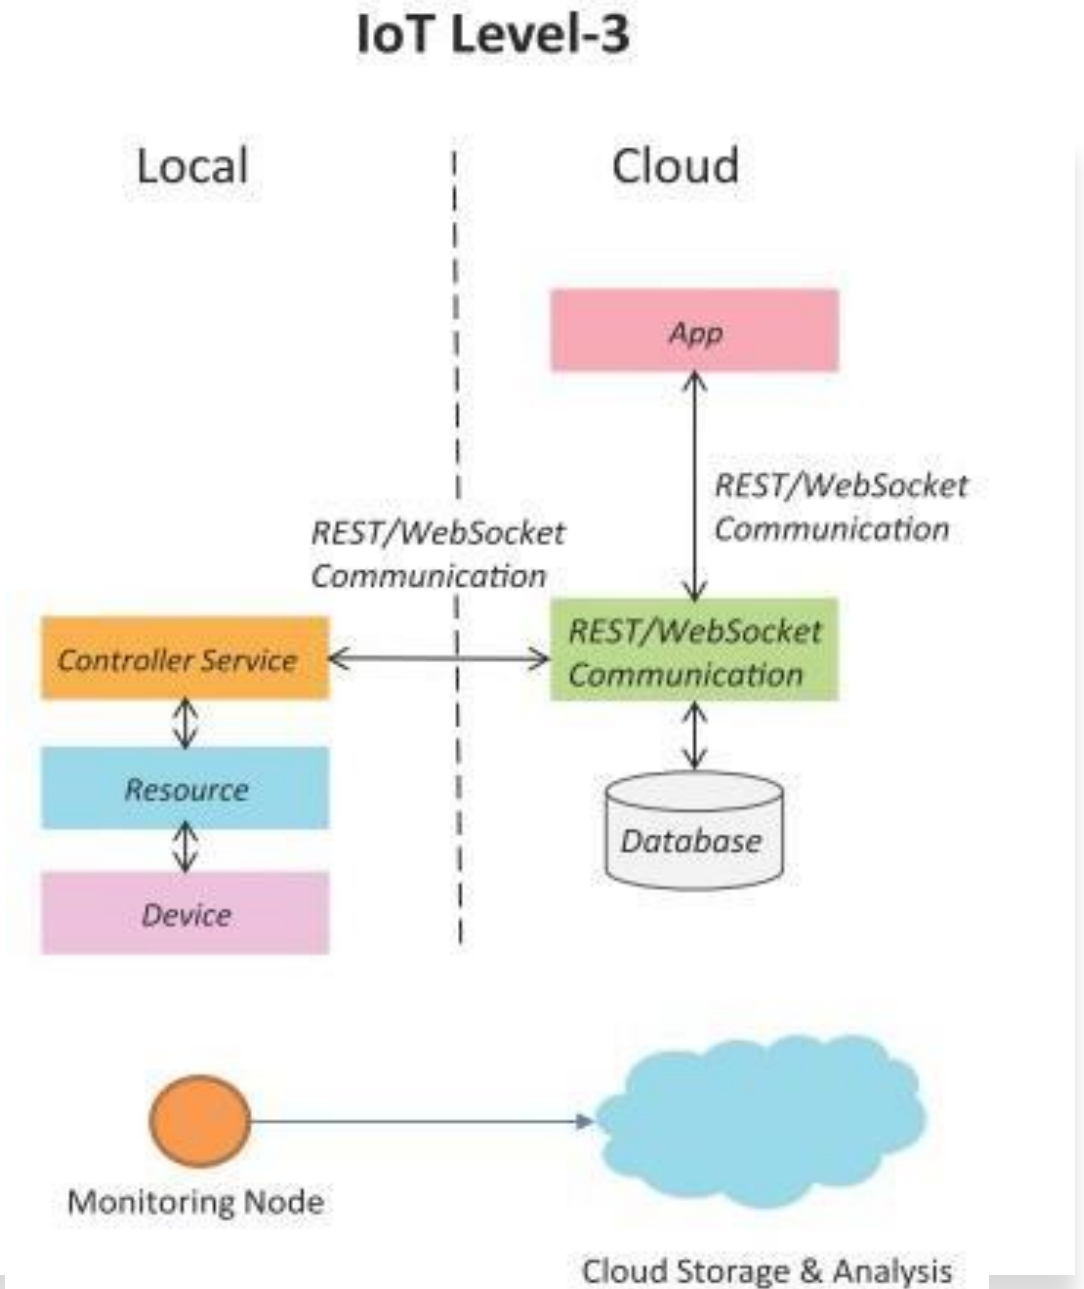 IoT Level-3
Local
Cloud
App
REST/WebSocket
Communication
REST/WebSocket
Communication
Controller Service
REST/WebSocket
Communication
Resource
Database
Device
Monitoring Node
Cloud Storage & Analysis